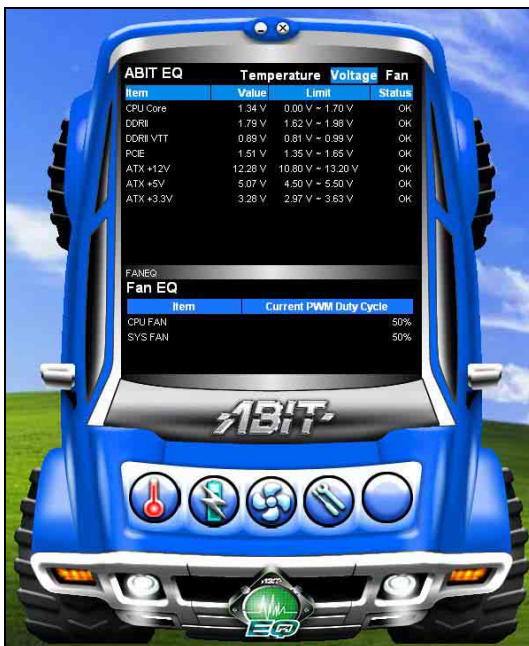 ABIT EQ Temperature Voltage Fan
Item Value Limit Status
CPU Core 1.34 V 0.00 V ~ 1.70 V OK
DDRII 1.79 V 1.62 V ~ 1.98 V OK
DDRII VTT 0.89 V 0.81 V ~ 0.99 V OK
PCIE 1.51 V 1.35 V ~ 1.65 V OK
ATX +12V 12.28 V 10.80 V ~ 13.20 V OK
ATX +5V 5.07 V 4.50 V ~ 5.50 V OK
ATX +3.3V 3.28 V 2.97 V ~ 3.63 V OK
FANEQ
Fan EQ
Item Current PWM Duty Cycle
CPU FAN 50%
SYS FAN 50%
ABIT
ABIT
EQ